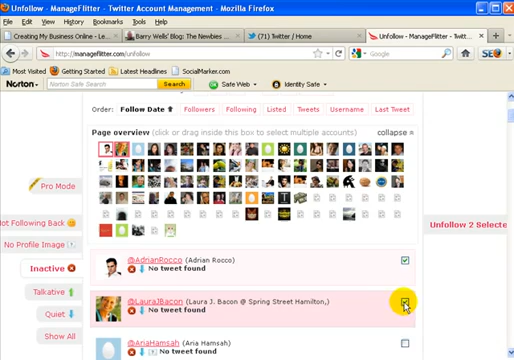 Unfollow - ManageFlitter - Twitter Account Management - Mozilla Firefox
File Edit View History Bookmarks Tools Help
Creating My Business Online - Le... Barry Wells' Blog: The Newbies ... (71) Twitter / Home Unfollow - ManageFlitter - Twitter Ac...
http://manageflitter.com/unfollow Google
Most Visited Getting Started Latest Headlines SocialMarker.com
Norton Norton Safe Search Search Safe Web Identity Safe
Order: Follow Date Followers Following Listed Tweets Username Last Tweet
Page overview (click or drag inside this box to select multiple accounts) collapse
Pro Mode
Not Following Back
No Profile Image
Inactive
Talkative
Quiet
Show All
Unfollow 2 Selecte
@AdrianRocco (Adrian Rocco)
No tweet found
@LauraJBacon (Laura J. Bacon @ Spring Street Hamilton,)
No tweet found
@AriaHamsah (Aria Hamsah)
No tweet found